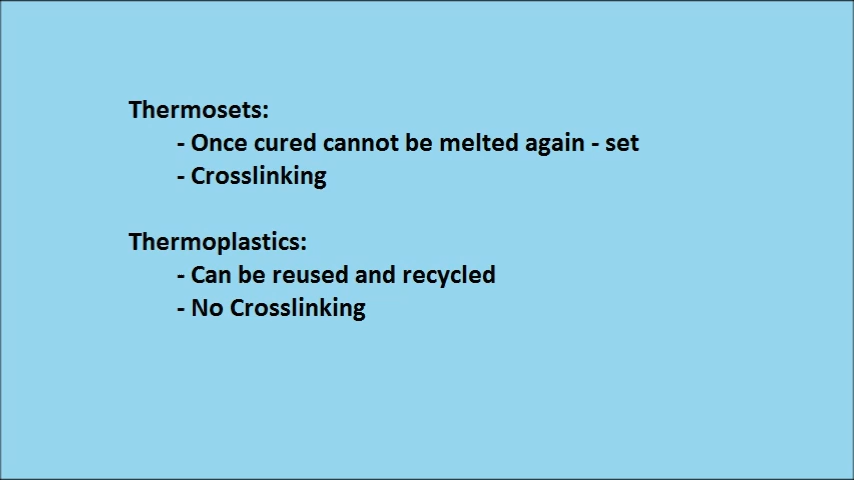 Thermosets:
- Once cured cannot be melted again - set
- Crosslinking
Thermoplastics:
- Can be reused and recycled
- No Crosslinking